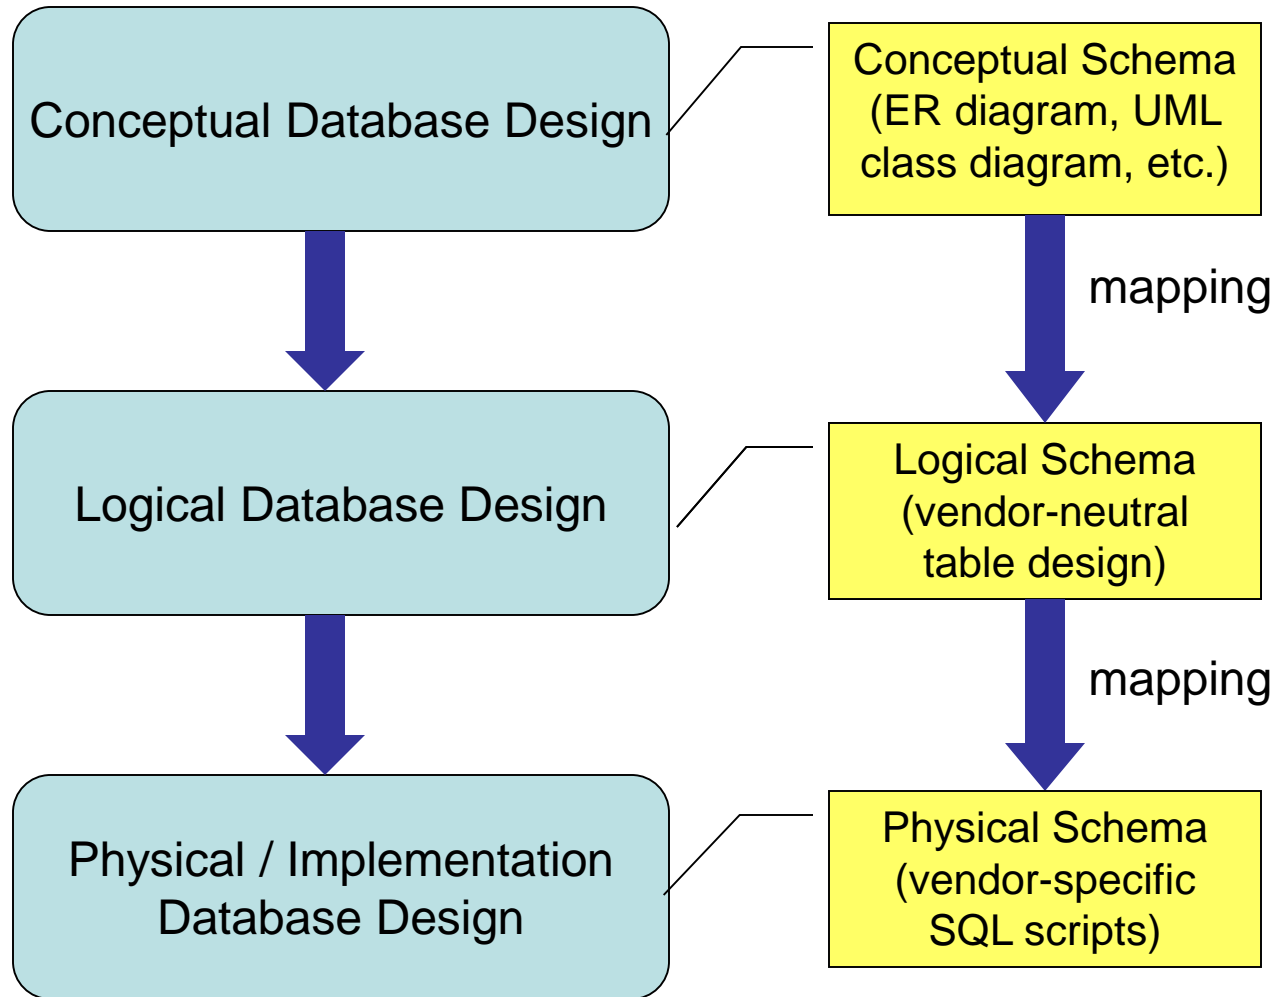 Conceptual Database Design
Conceptual Schema
(ER diagram, UML
class diagram, etc.)
mapping
Logical Database Design
Logical Schema
(vendor-neutral
table design)
mapping
Physical / Implementation
Database Design
Physical Schema
(vendor-specific
SQL scripts)